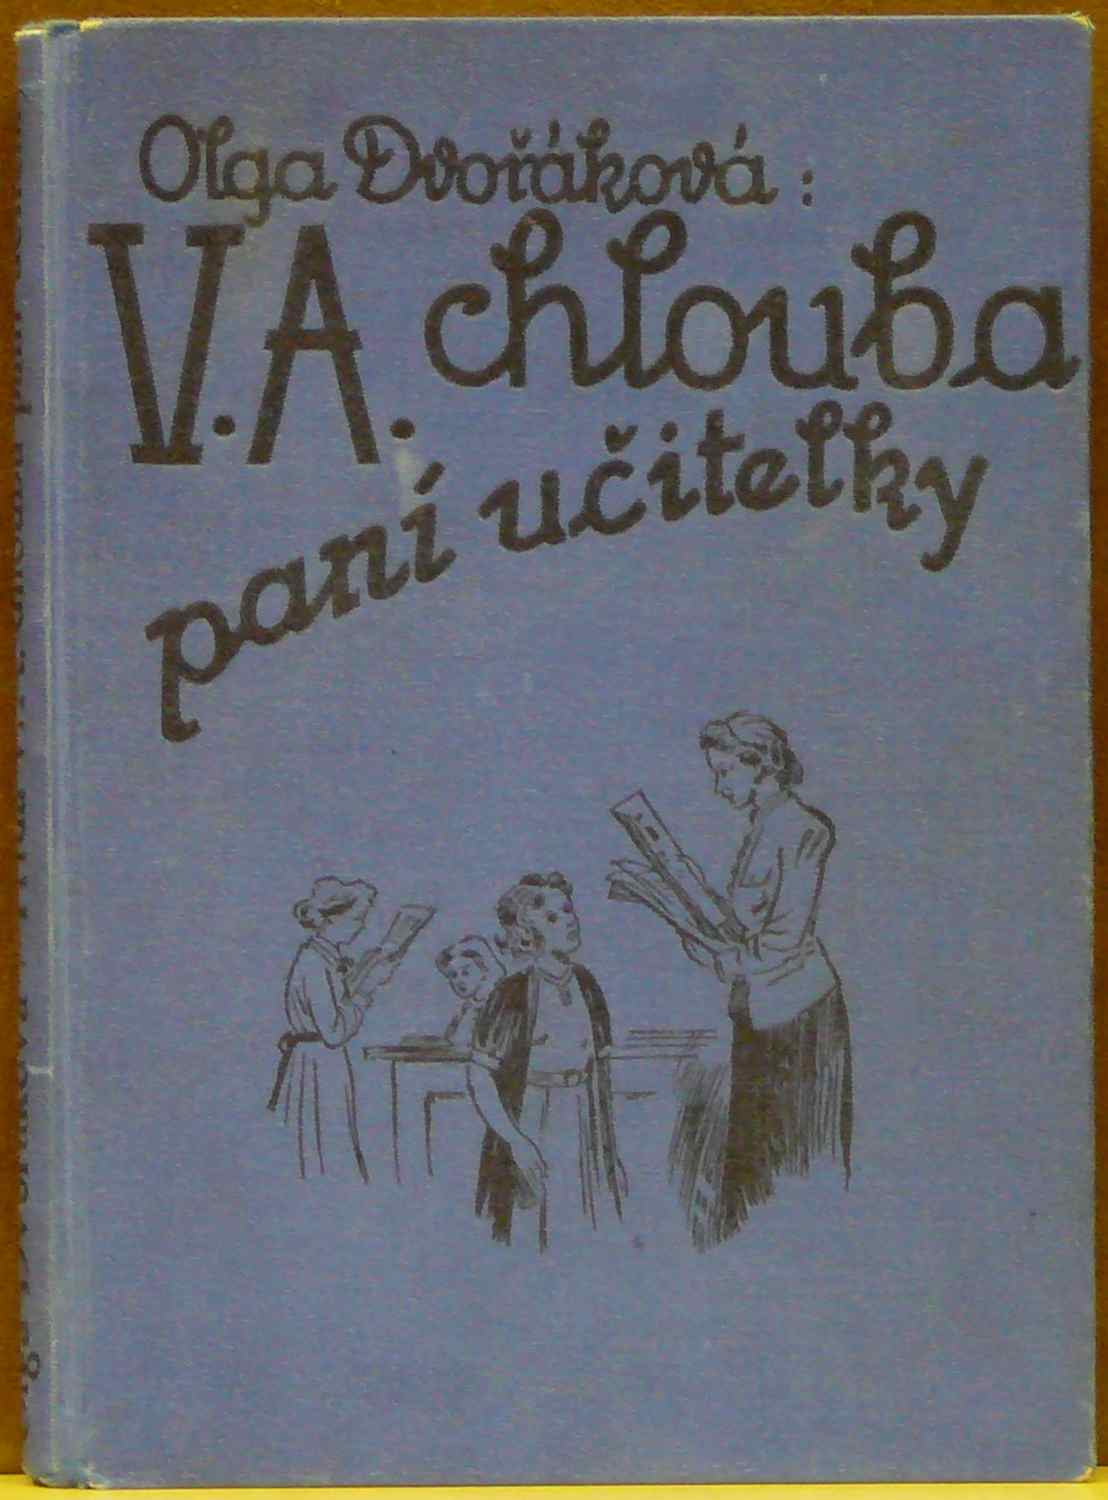 Olga Dvořáková:
V. A. chlouba
paní učitelky